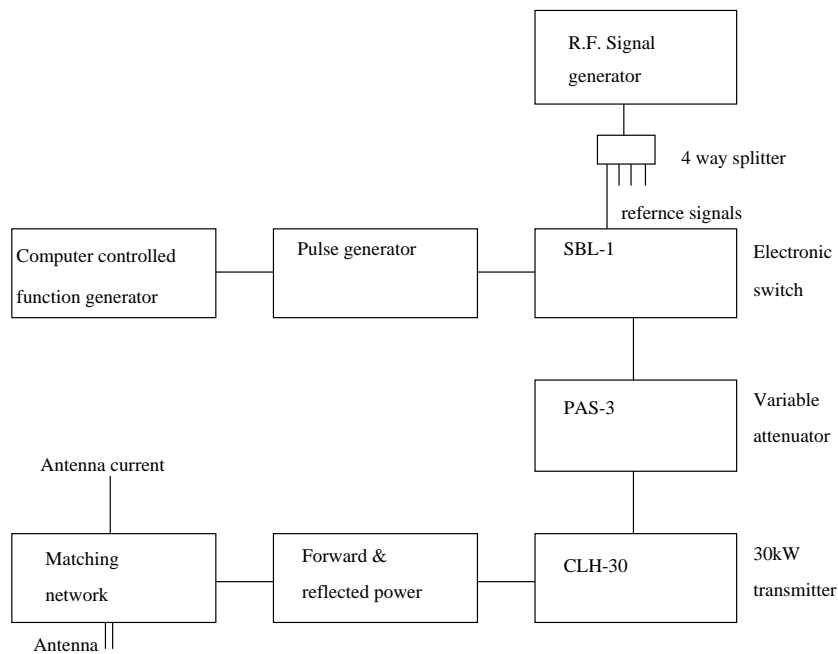 R.F. Signal
generator
4 way splitter
refernce signals
Computer controlled
function generator
Pulse generator
SBL-1
Electronic
switch
PAS-3
Variable
attenuator
Antenna current
Matching
network
Forward &
reflected power
CLH-30
30kW
transmitter
Antenna